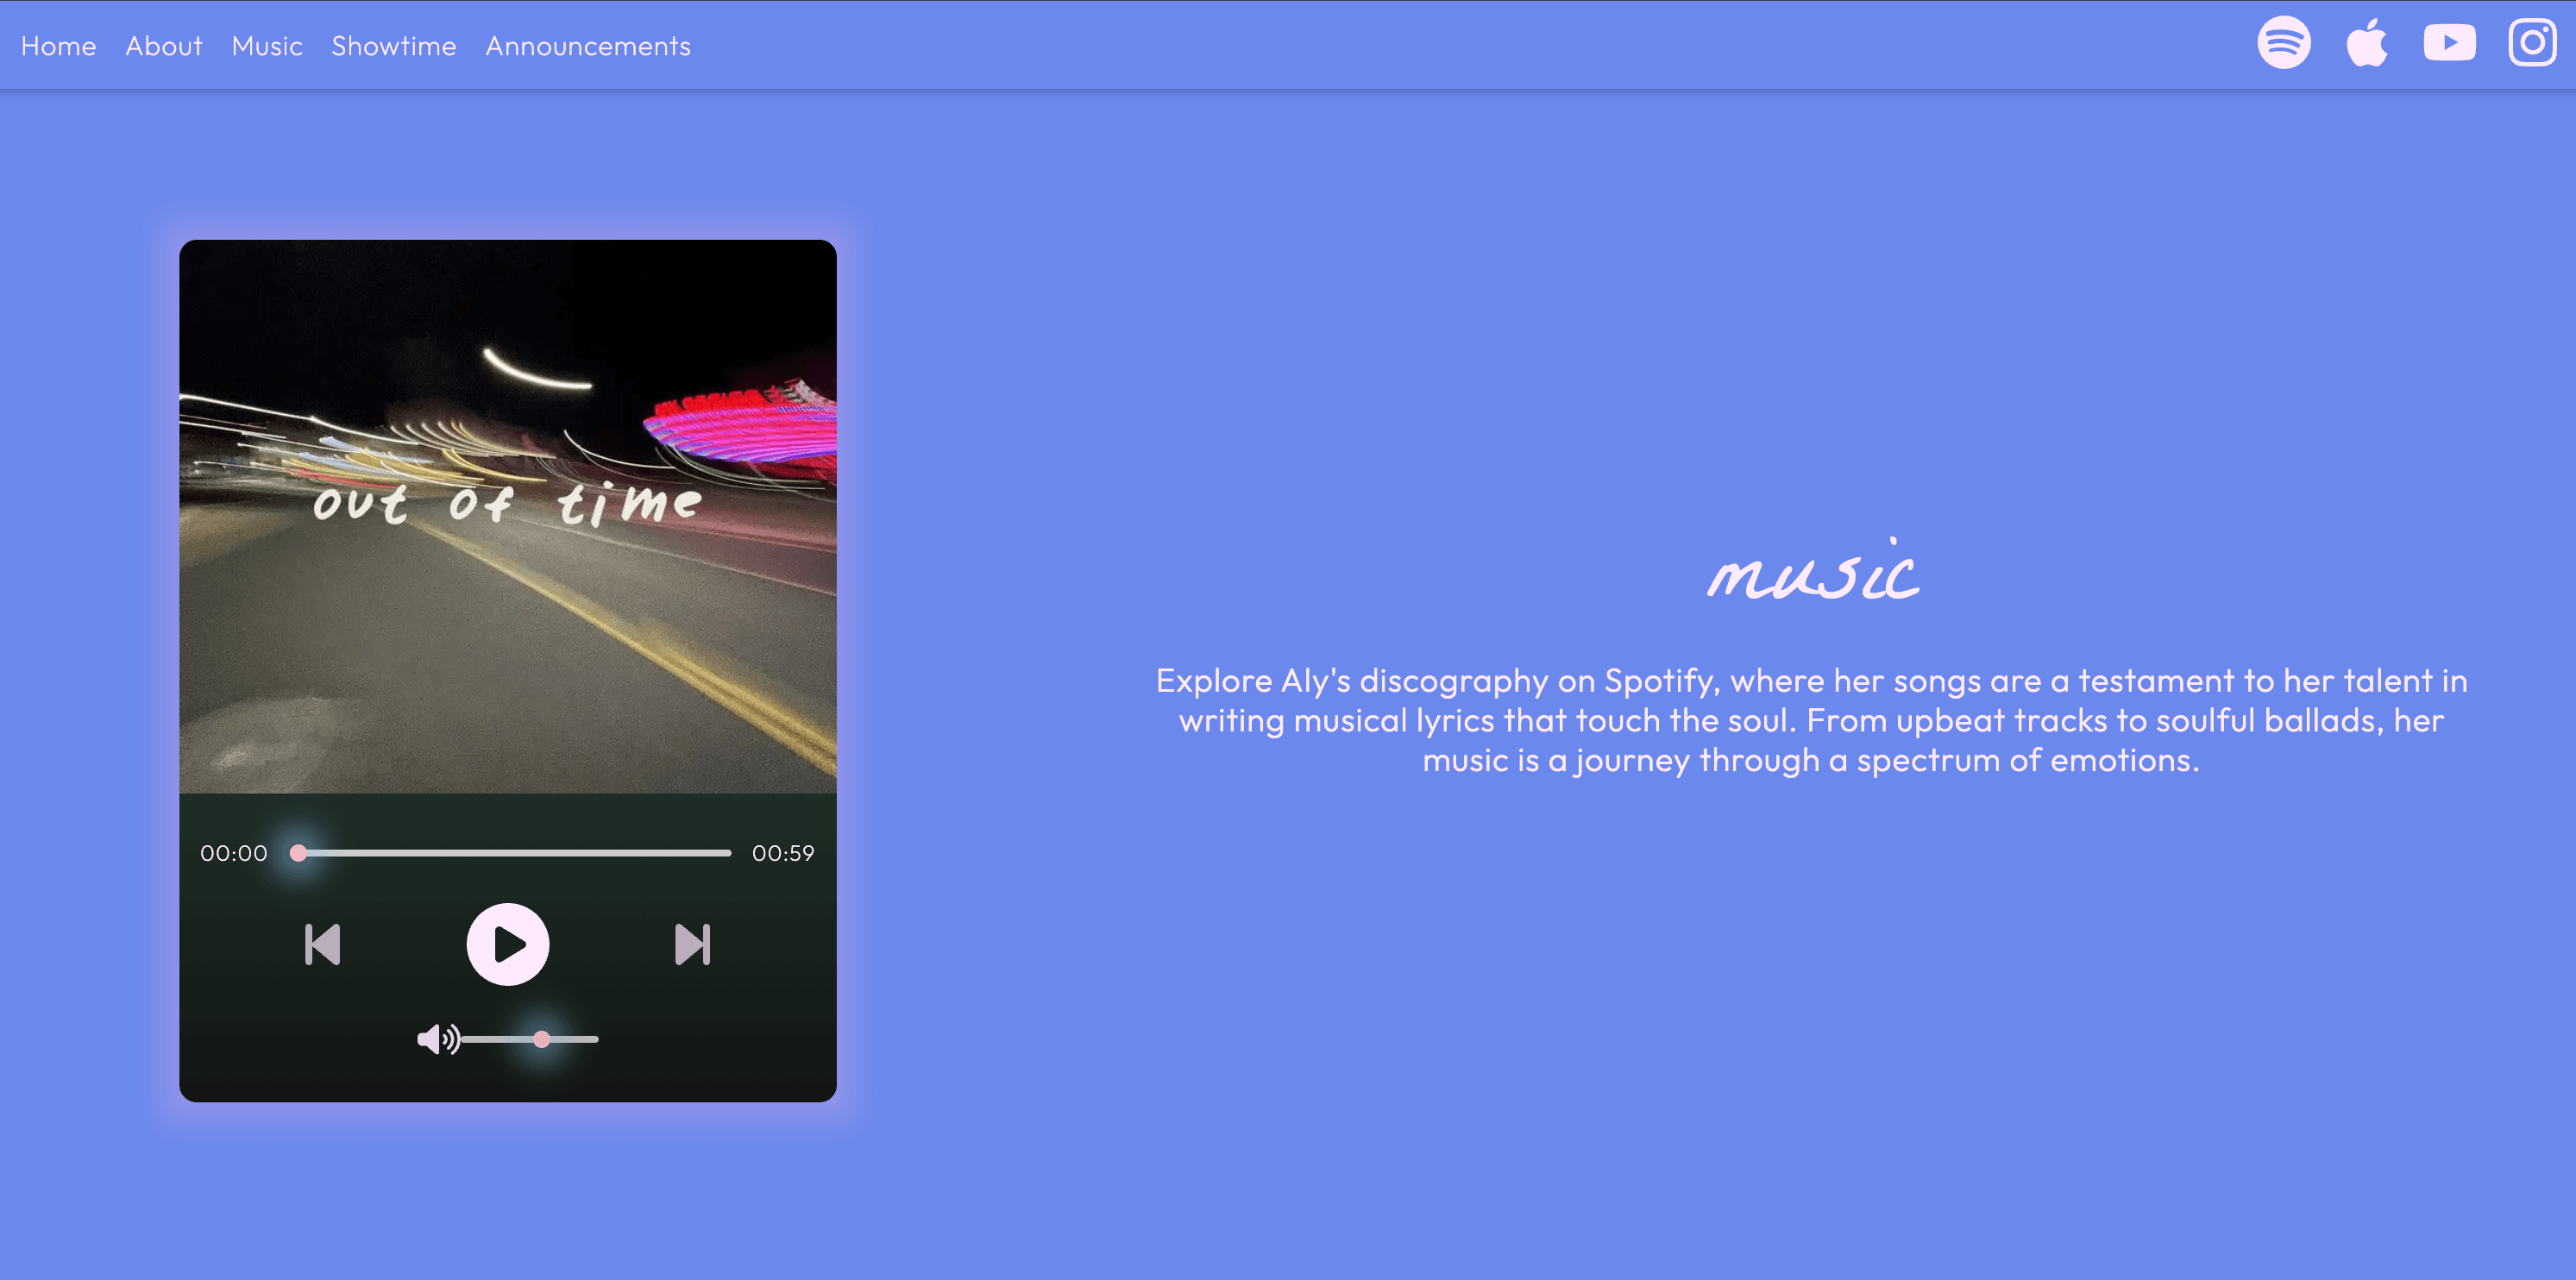 Home About Music Showtime Announcements
out of time
00:00 00:59
music
Explore Aly's discography on Spotify, where her songs are a testament to her talent in
writing musical lyrics that touch the soul. From upbeat tracks to soulful ballads, her
music is a journey through a spectrum of emotions.